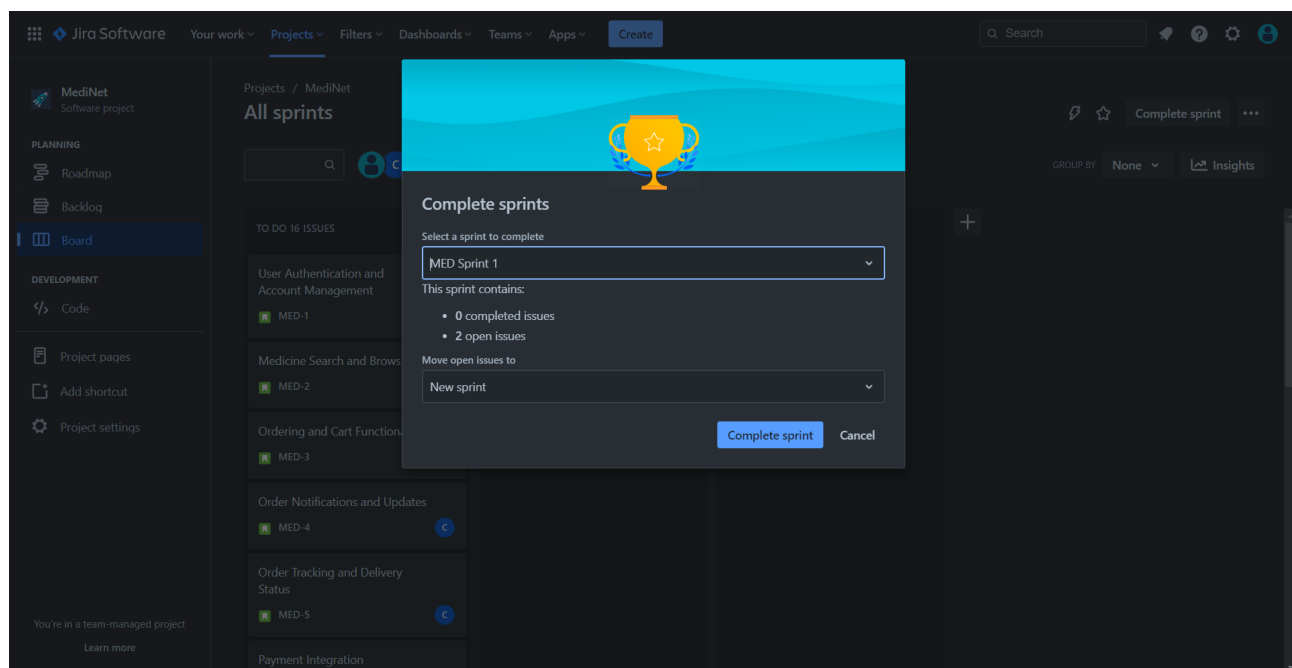 Jira Software Your work Projects Filters Dashboards Teams Apps Create Search
MediNet
Software project
PLANNING
Roadmap
Backlog
Board
DEVELOPMENT
Code
Project pages
Add shortcut
Project settings
You're in a team-managed project
Learn more
Projects / MediNet
All sprints
Complete sprint
C
GROUP BY None Insights
TO DO 16 ISSUES
User Authentication and
Account Management
MED-1
Medicine Search and Brows
MED-2
Ordering and Cart Function
MED-3
Order Notifications and Updates
MED-4 C
Order Tracking and Delivery
Status
MED-5 C
Payment Integration
Complete sprints
Select a sprint to complete
MED Sprint 1
This sprint contains:
• 0 completed issues
• 2 open issues
Move open issues to
New sprint
Complete sprint Cancel